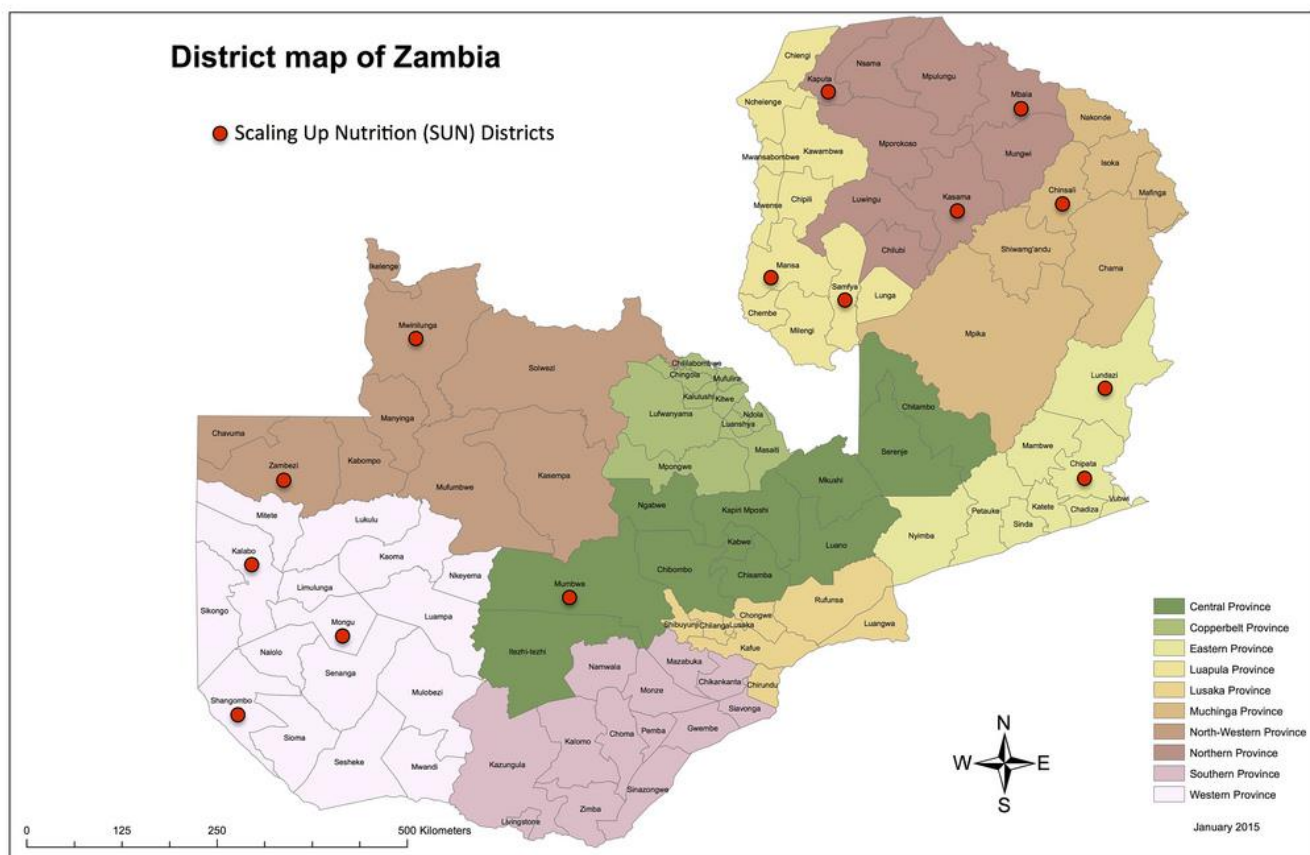 District map of Zambia
Scaling Up Nutrition (SUN) Districts
Chiengi
Kaputa
Nsama
Mpulungu
Mbala
Nchelenge
Nakonde
Mwansabombwe
Kawambwa
Mporokoso
Mungwi
Isoka
Mafinga
Mwense
Chipili
Luwingu
Kasama
Chinsali
Chilubi
Shiwamg'andu
Chama
Mansa
Samfya
Lunga
Chembe
Milengi
Mpika
Ikelenge
Mwinilunga
Solwezi
Chililabombwe
Chingola
Mufulira
Kalulushi
Kitwe
Lufwanyama
Ndola
Luanshya
Masaiti
Mpongwe
Lundazi
Chitambo
Serenje
Mambwe
Chipata
Vubwi
Katete
Chadiza
Petauke
Sinda
Nyimba
Manyinga
Chavuma
Zambezi
Kabompo
Mufumbwe
Kasempa
Mkushi
Ngabwe
Kapiri Mposhi
Kabwe
Luano
Chibombo
Chisamba
Mitete
Lukulu
Kalabo
Kaoma
Nkeyema
Limulunga
Sikongo
Mongu
Luampa
Mumbwe
Itezhi-tezhi
Nalolo
Senanga
Mulobezi
Shangombo
Sioma
Sesheke
Mwandi
Rufunsa
Chongwe
Shibuyunji
Chilanga
Lusaka
Luangwa
Kafue
Chirundu
Namwala
Mazabuka
Monze
Chikankanta
Siavonga
Kalomo
Choma
Pemba
Gwembe
Kazungula
Sinazongwe
Zimba
Livingstone
N
W E
S
Central Province
Copperbelt Province
Eastern Province
Luapula Province
Lusaka Province
Muchinga Province
North-Western Province
Northern Province
Southern Province
Western Province
January 2015
0 125 250 500 Kilometers